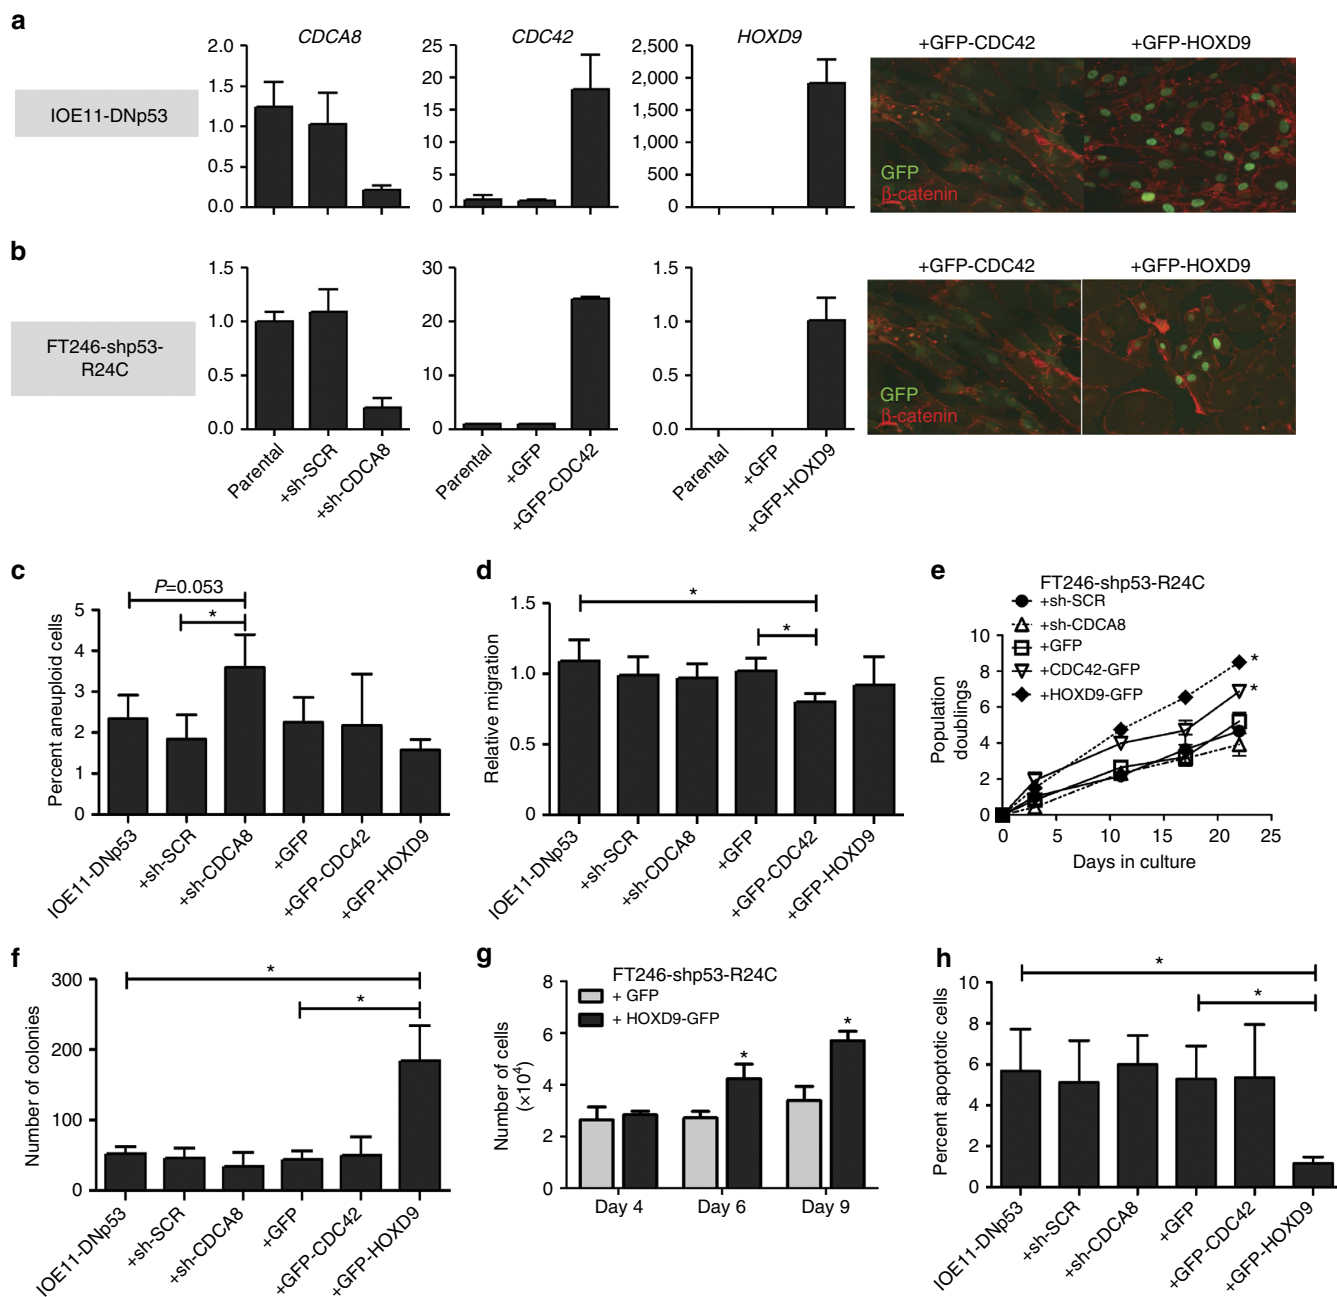 a
CDCA8
CDC42
HOXD9
+GFP-CDC42
+GFP-HOXD9
IOE11-DNp53
2.0
1.5
1.0
0.5
0.0
25
20
15
10
5
0
2,500
2,000
1,500
1,000
500
0
GFP
β-catenin
b
+GFP-CDC42
+GFP-HOXD9
FT246-shp53-
R24C
1.5
1.0
0.5
0.0
30
20
10
0
1.5
1.0
0.5
0.0
GFP
β-catenin
Parental
+sh-SCR
+sh-CDCA8
Parental
+GFP
+GFP-CDC42
Parental
+GFP
+GFP-HOXD9
c
P=0.053
*
Percent aneupioid cells
5
4
3
2
1
0
IOE11-DNp53
+sh-SCR
+sh-CDCA8
+GFP
+GFP-CDC42
+GFP-HOXD9
d
*
*
Relative migration
1.5
1.0
0.5
0
IOE11-DNp53
+sh-SCR
+sh-CDCA8
+GFP
+GFP-CDC42
+GFP-HOXD9
e
FT246-shp53-R24C
+sh-SCR
+sh-CDCA8
+GFP
+CDC42-GFP
+HOXD9-GFP
*
*
Population
doublings
10
8
6
4
2
0
0
5
10
15
20
25
Days in culture
f
*
*
Number of colonies
300
200
100
0
IOE11-DNp53
+sh-SCR
+sh-CDCA8
+GFP
+GFP-CDC42
+GFP-HOXD9
g
FT246-shp53-R24C
+ GFP
+ HOXD9-GFP
*
*
Number of cells
(×10⁴)
8
6
4
2
0
Day 4
Day 6
Day 9
h
*
*
Percent apoptotic cells
10
8
6
4
2
0
IOE11-DNp53
+sh-SCR
+sh-CDCA8
+GFP
+GFP-CDC42
+GFP-HOXD9